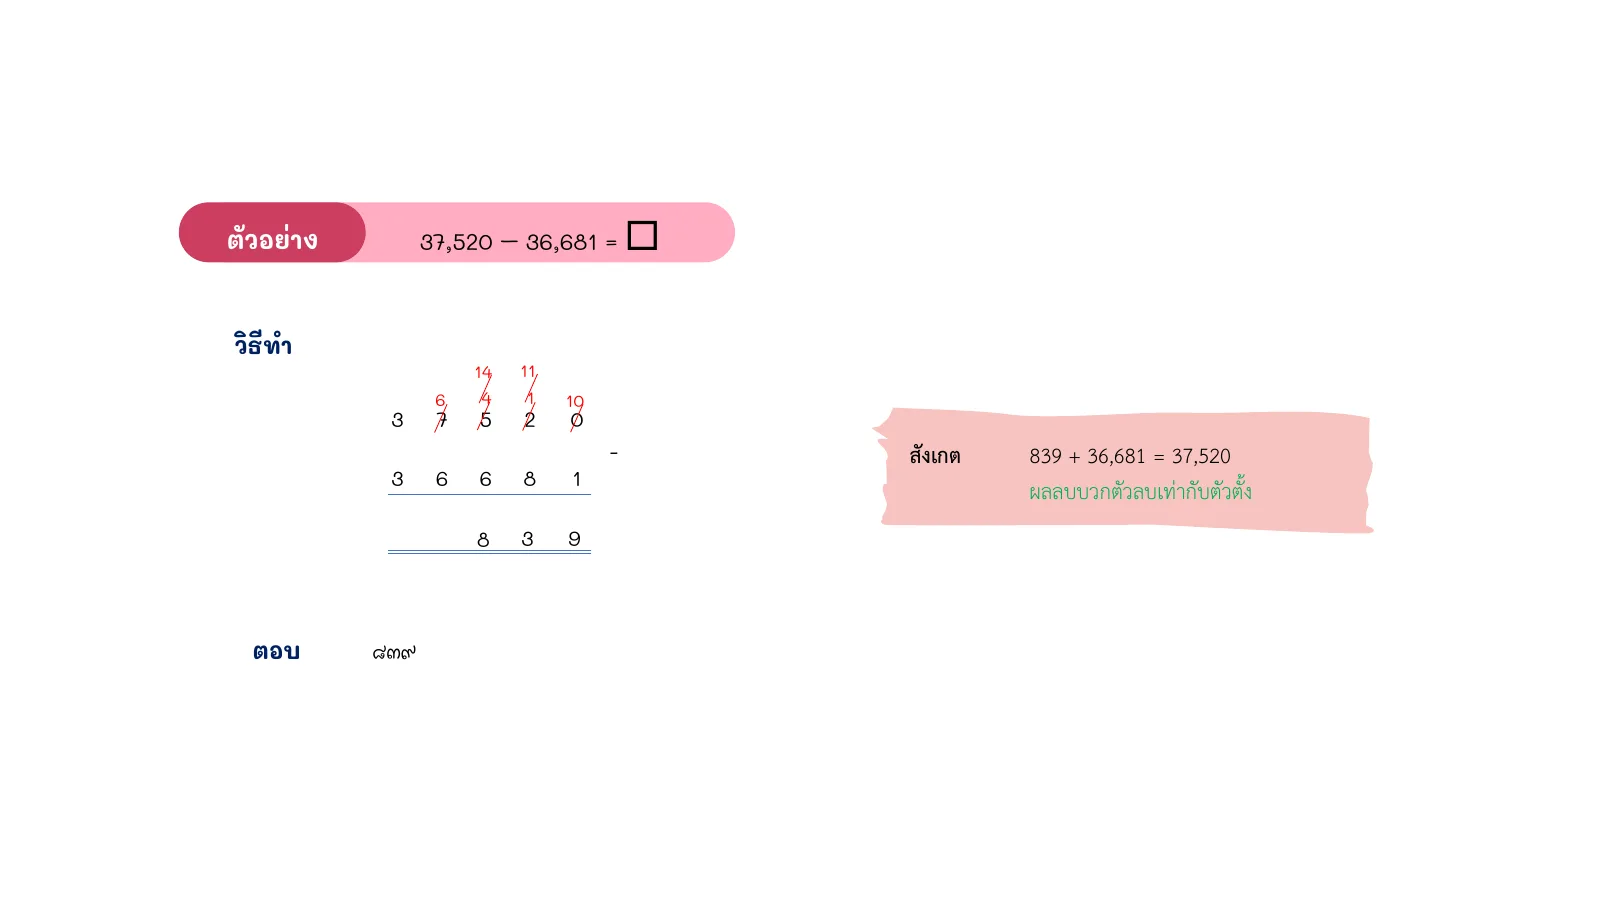 ตัวอย่าง 37,520 – 36,681 = □
วิธีทำ
14 11
6 4 1 10
3 7 5 2 0
-
3 6 6 8 1
8 3 9
ตอบ ๘๓๙
สังเกต 839 + 36,681 = 37,520
ผลลบบวกตัวลบเท่ากับตัวตั้ง